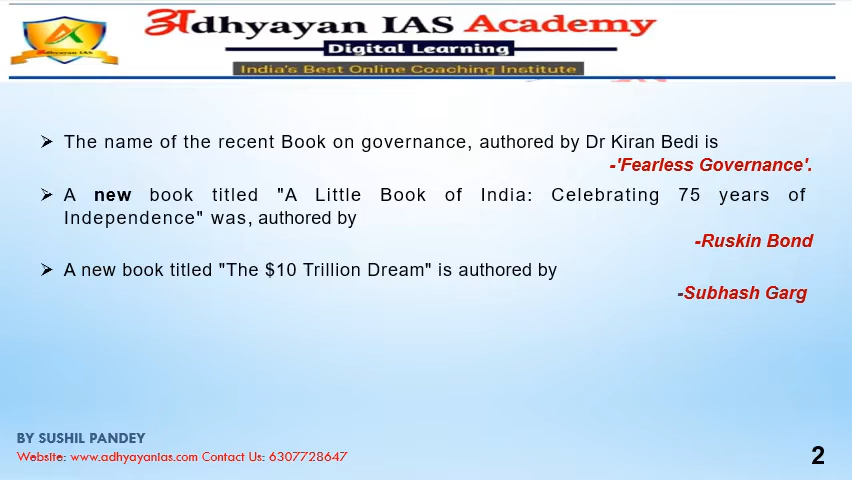 अdhyayan IAS Academy
Adhyayan IAS
Digital Learning
India's Best Online Coaching Institute
➢ The name of the recent Book on governance, authored by Dr Kiran Bedi is
-'Fearless Governance'.
➢ A new book titled "A Little Book of India: Celebrating 75 years of
Independence" was, authored by
-Ruskin Bond
➢ A new book titled "The $10 Trillion Dream" is authored by
-Subhash Garg
BY SUSHIL PANDEY
Website: www.adhyayanias.com Contact Us: 6307728647
2